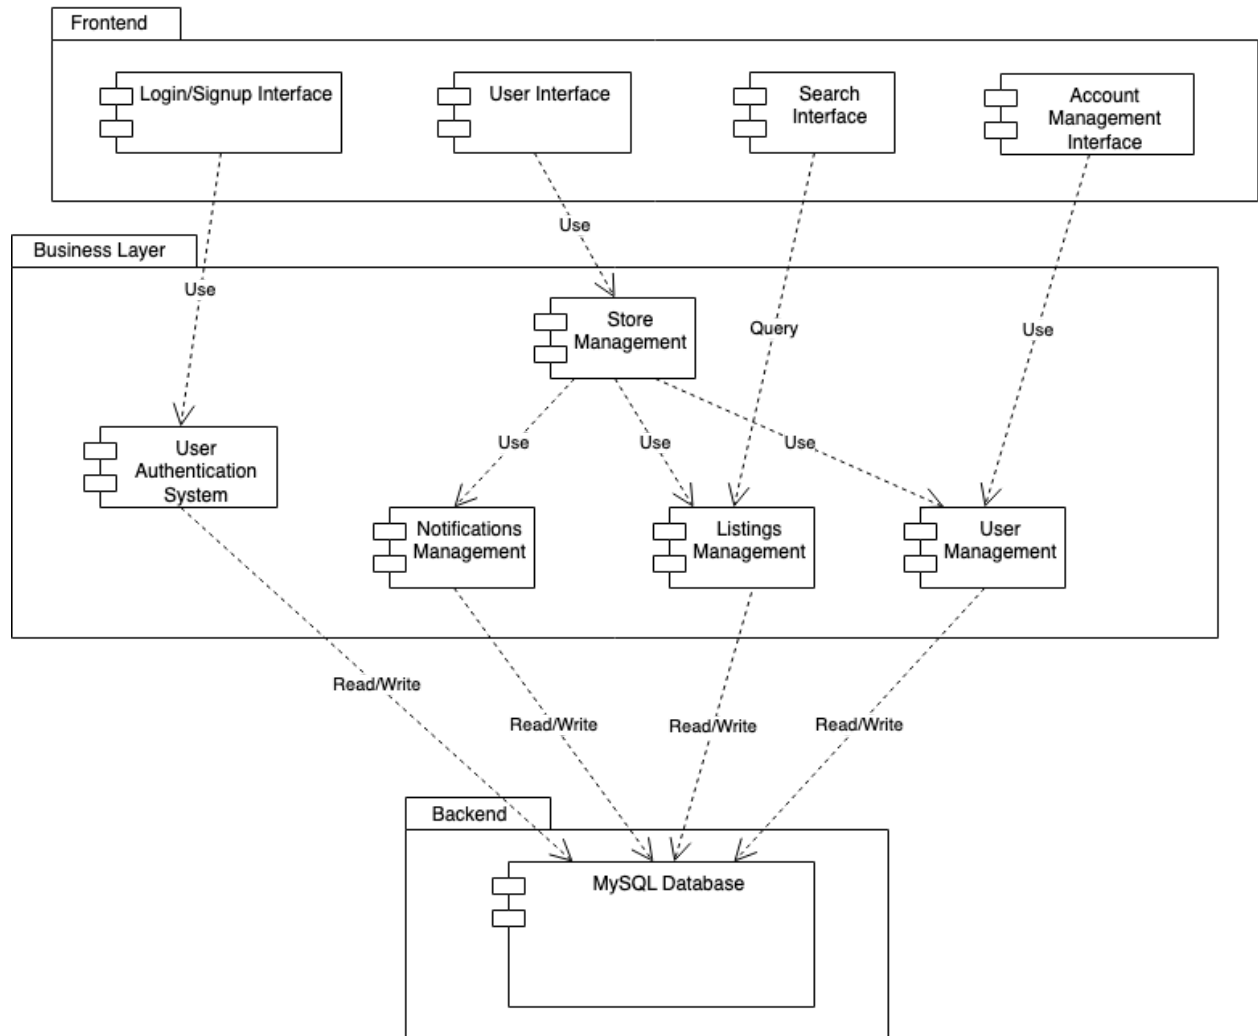 Frontend
Login/Signup Interface
User Interface
Search
Interface
Account
Management
Interface
Use
Business Layer
Use
Store
Management
Query
Use
Use
Use
Use
User
Authentication
System
Notifications
Management
Listings
Management
User
Management
Read/Write
Read/Write
Read/Write
Read/Write
Backend
MySQL Database